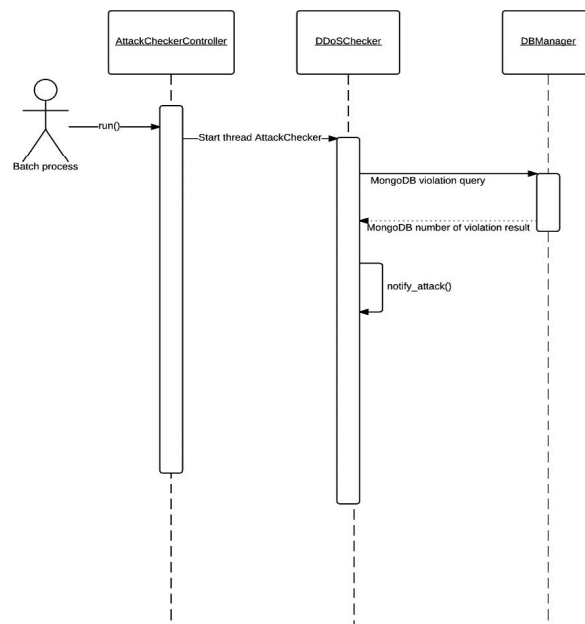 AttackCheckerController
DDoSChecker
DBManager
run()
Start thread AttackChecker
Batch process
MongoDB violation query
MongoDB number of violation result
notify_attack()